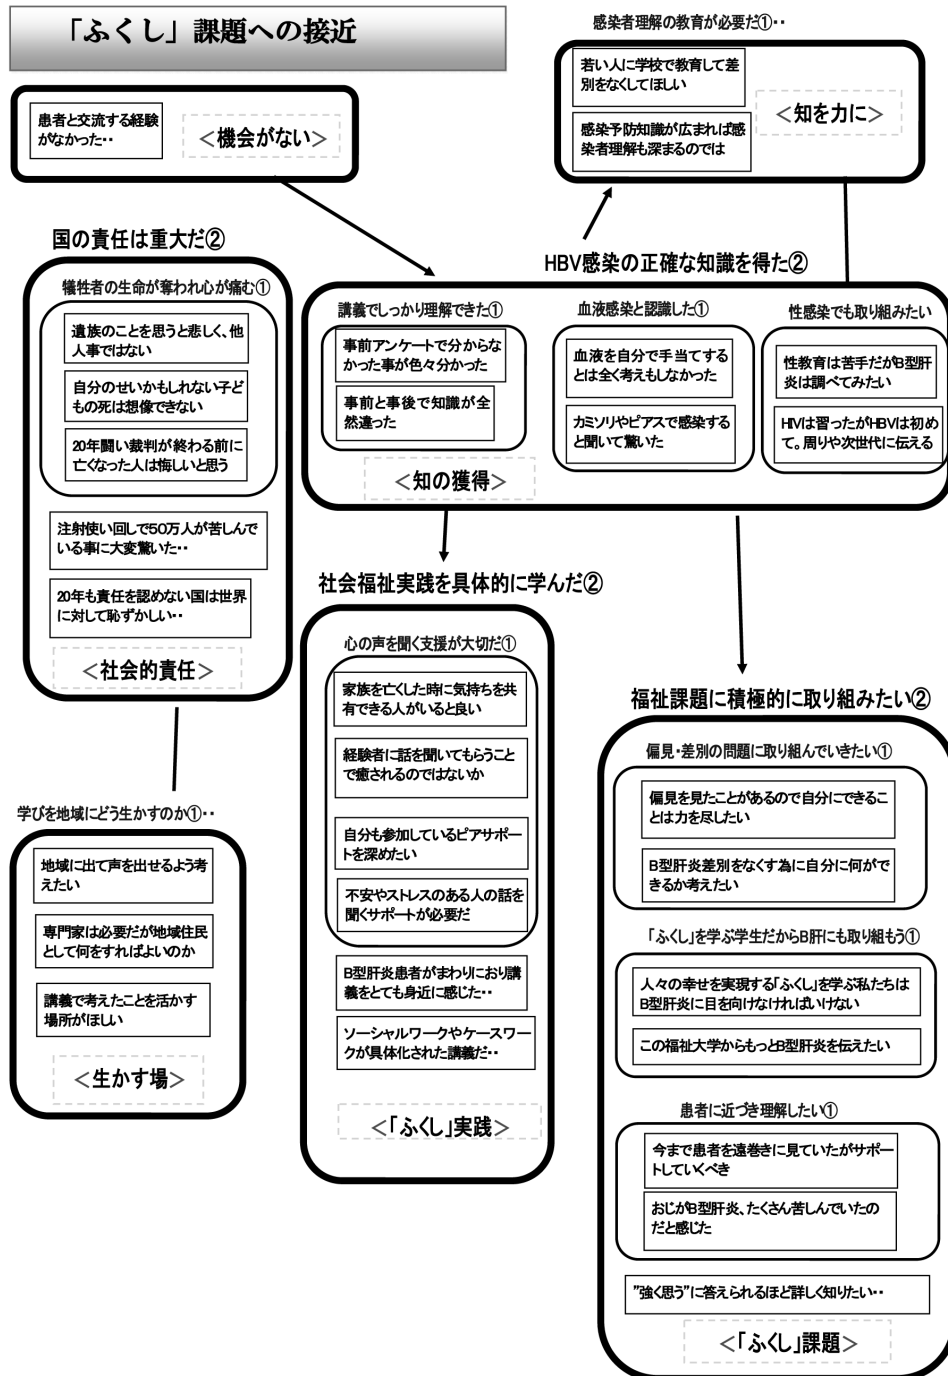 「ふくし」課題への接近
患者と交流する経験
がなかった‥
＜機会がない＞
感染者理解の教育が必要だ①‥
若い人に学校で教育して差
別をなくしてほしい
感染予防知識が広まれば感
染者理解も深まるのでは
＜知を力に＞
国の責任は重大だ②
犠牲者の生命が奪われ心が痛む①
遺族のことを思うと悲しく、他
人事ではない
自分のせいかもしれない子ど
もの死は想像できない
20年闘い裁判が終わる前に
亡くなった人は悔しいと思う
注射使い回しで50万人が苦しんで
いる事に大変驚いた‥
20年も責任を認めない国は世界
に対して恥ずかしい‥
＜社会的責任＞
HBV感染の正確な知識を得た②
講義でしっかり理解できた①
事前アンケートで分からな
かった事が色々分かった
事前と事後で知識が全
然違った
＜知の獲得＞
血液感染と認識した①
血液を自分で手当てする
とは全く考えもしなかった
カミソリやピアスで感染する
と聞いて驚いた
性感染でも取り組みたい
性教育は苦手だがB型肝
炎は調べてみたい
HIVは習ったがHBVは初め
て。周りや次世代に伝える
学びを地域にどう生かすのか①‥
地域に出て声を出せるよう考
えたい
専門家は必要だが地域住民
として何をすればよいのか
講義で考えたことを活かす
場所がほしい
＜生かす場＞
社会福祉実践を具体的に学んだ②
心の声を聞く支援が大切だ①
家族を亡くした時に気持ちを共
有できる人がいると良い
経験者に話を聞いてもらうこと
で癒されるのではないか
自分も参加しているピアサポー
トを深めたい
不安やストレスのある人の話を
聞くサポートが必要だ
B型肝炎患者がまわりにおり講
義をとても身近に感じた‥
ソーシャルワークやケースワー
クが具体化された講義だ‥
＜「ふくし」実践＞
福祉課題に積極的に取り組みたい②
偏見・差別の問題に取り組んでいきたい①
偏見を見たことがあるので自分にできるこ
とは力を尽したい
B型肝炎差別をなくす為に自分に何がで
きるか考えたい
「ふくし」を学ぶ学生だからB肝にも取り組もう①
人々の幸せを実現する「ふくし」を学ぶ私たちは
B型肝炎に目を向けなければいけない
この福祉大学からもっとB型肝炎を伝えたい
患者に近づき理解したい①
今まで患者を遠巻きに見ていたがサポー
トしていくべき
おじがB型肝炎、たくさん苦しんでいたの
だと感じた
”強く思う”に答えられるほど詳しく知りたい‥
＜「ふくし」課題＞